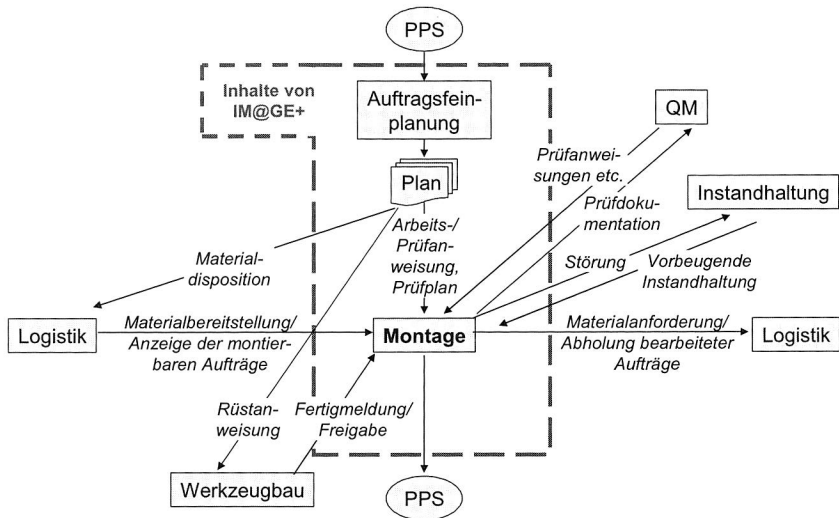 PPS
Inhalte von
IM@GE+
Auftragsfein-
planung
QM
Plan
Prüfanwei-
sungen etc.
Instandhaltung
Prüfdoku-
mentation
Arbeits-/
Prüfan-
weisung,
Prüfplan
Material-
disposition
Störung
Vorbeugende
Instandhaltung
Logistik
Materialbereitstellung/
Anzeige der montier-
baren Aufträge
Montage
Materialanforderung/
Abholung bearbeiteter
Aufträge
Logistik
Rüstan-
weisung
Fertigmeldung/
Freigabe
Werkzeugbau
PPS